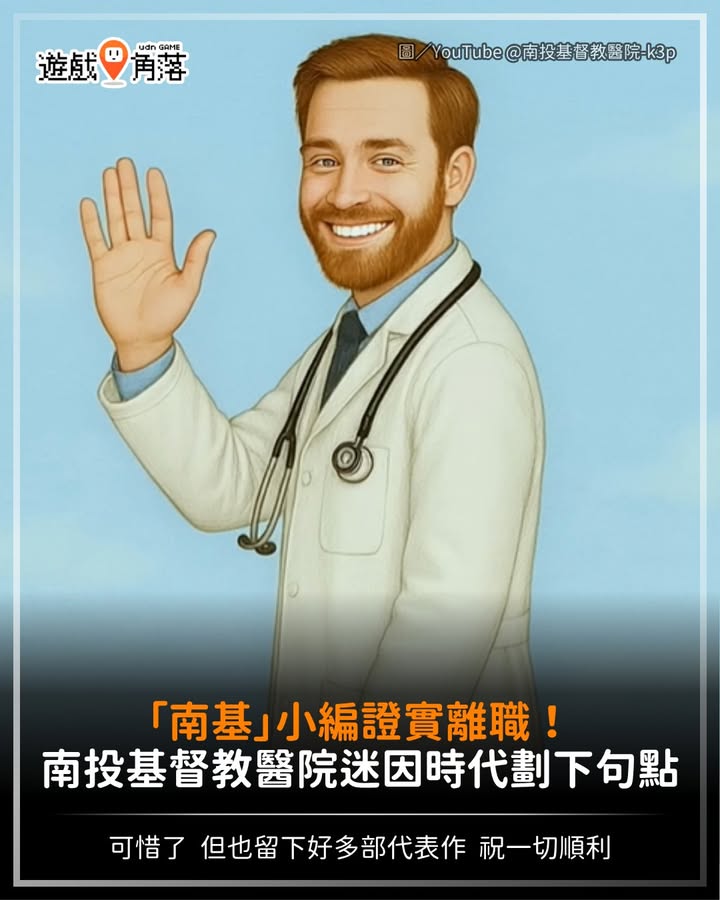 udn GAME
遊戲角落
圖／YouTube @南投基督教醫院-k3p
「南基」小編證實離職！
南投基督教醫院迷因時代劃下句點
可惜了 但也留下好多部代表作 祝一切順利